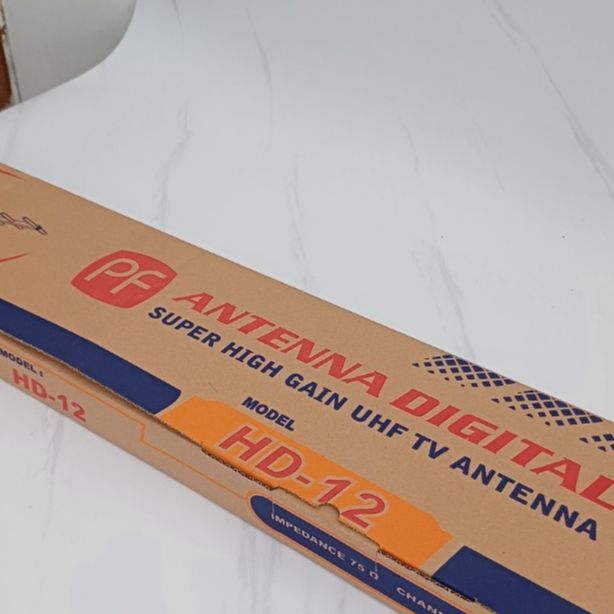 PF
ANTENNA DIGITAL
SUPER HIGH GAIN UHF TV ANTENNA
MODEL
HD-12
MODEL :
HD-12
IMPEDANCE 75 Ω